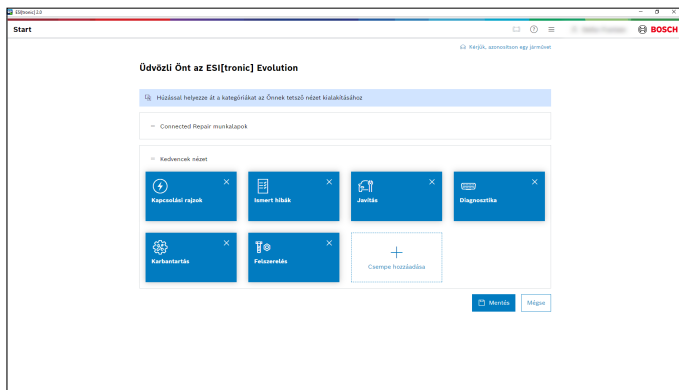 ESI[tronic] 2.0
Start
BOSCH
Kérjük, azonosítson egy járművet
Üdvözli Önt az ESI[tronic] Evolution
Húzással helyezze át a kategóriákat az Önnek tetsző nézet kialakításához
Connected Repair munkalapok
Kedvencek nézet
Kapcsolási rajzok
Ismert hibák
Javítás
Diagnosztika
Karbantartás
Felszerelés
Csempe hozzáadása
Mentés
Mégse